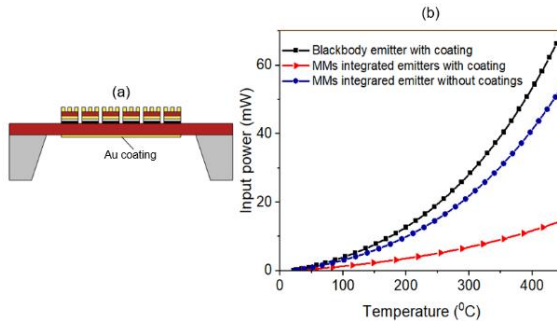 (a)
Au coating
(b)
Blackbody emitter with coating
MMs integrated emitters with coating
MMs integrared emitter without coatings
Input power (mW)
60
40
20
0
100
200
300
400
Temperature (⁰C)